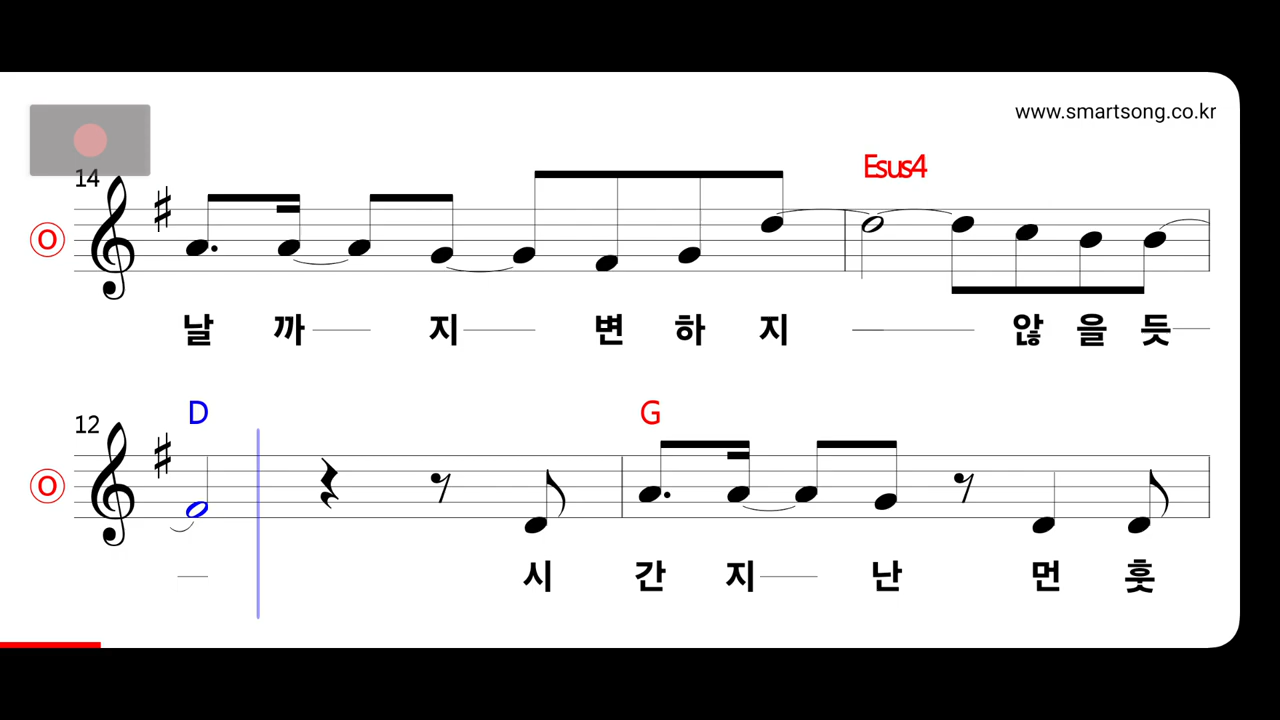 www.smartsong.co.kr
Esus4
14
O
날 까 지 변 하 지 않 을 듯
D G
12
O
시 간 지 난 먼 훗